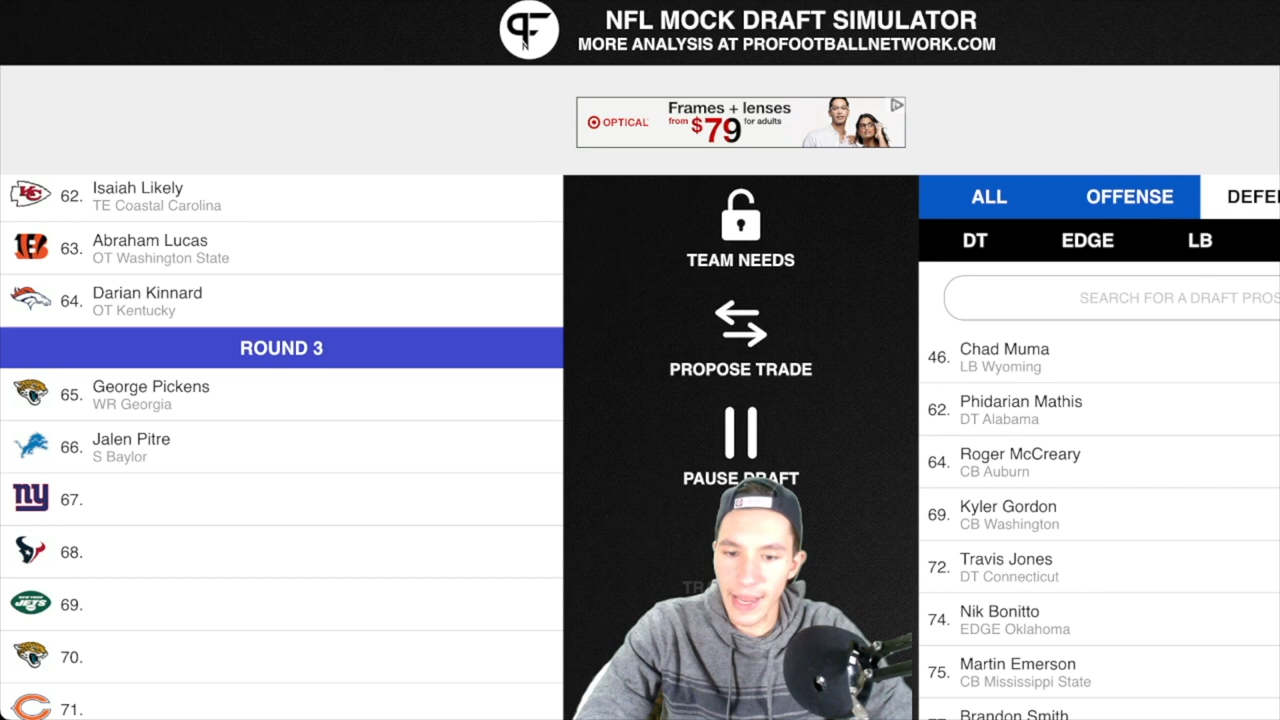 NFL MOCK DRAFT SIMULATOR
MORE ANALYSIS AT PROFOOTBALLNETWORK.COM
PF
N
OPTICAL
Frames + lenses
from $79 for adults
62. Isaiah Likely
TE Coastal Carolina
63. Abraham Lucas
OT Washington State
64. Darian Kinnard
OT Kentucky
ROUND 3
65. George Pickens
WR Georgia
66. Jalen Pitre
S Baylor
ny 67.
68.
JETS 69.
70.
71.
TEAM NEEDS
PROPOSE TRADE
PAUSE DRAFT
TR
ALL OFFENSE DEFE
DT EDGE LB
SEARCH FOR A DRAFT PROS
46. Chad Muma
LB Wyoming
62. Phidarian Mathis
DT Alabama
64. Roger McCreary
CB Auburn
69. Kyler Gordon
CB Washington
72. Travis Jones
DT Connecticut
74. Nik Bonitto
EDGE Oklahoma
75. Martin Emerson
CB Mississippi State
Brandon Smith